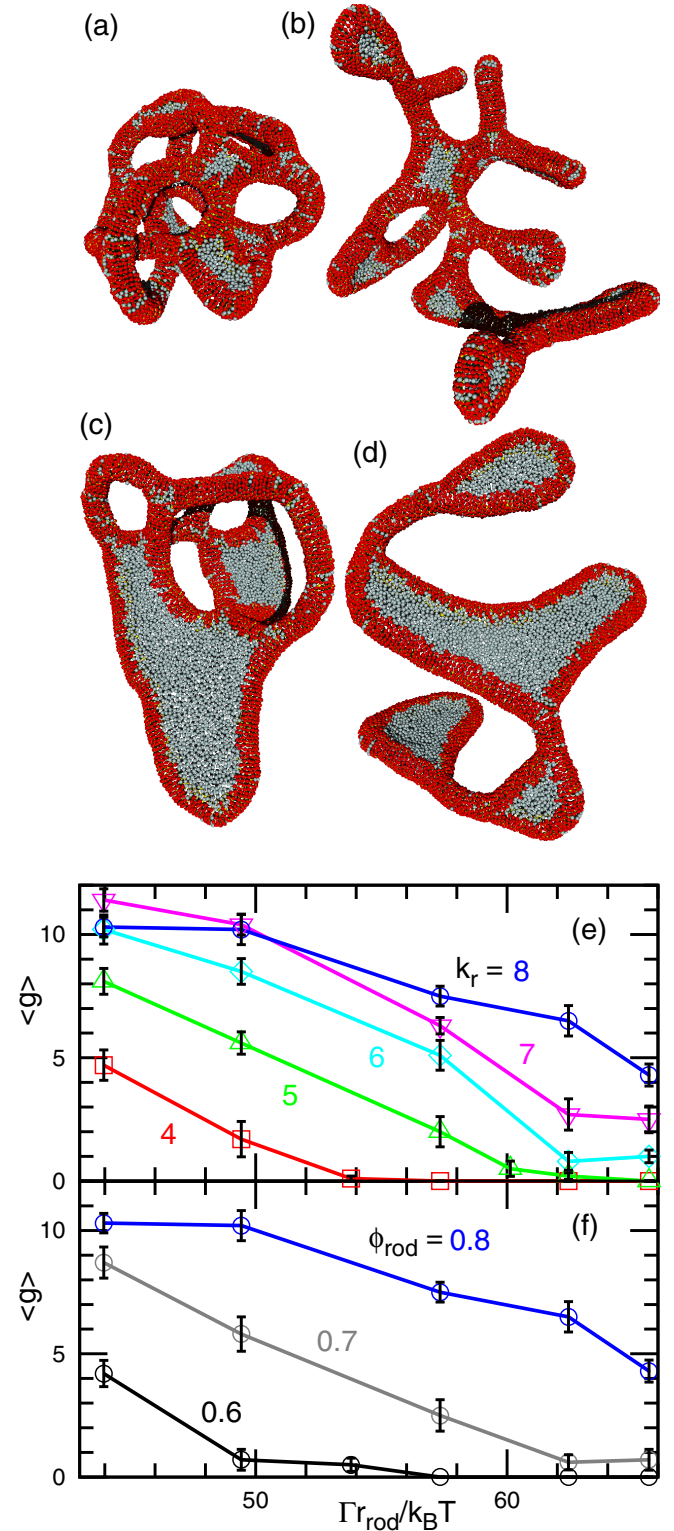 (a)
(b)
(c)
(d)
(e)
<g>
10
5
0
k_r = 8
7
6
5
4
(f)
<g>
10
5
0
ϕ_rod = 0.8
0.7
0.6
50
60
Γr_rod/k_BT